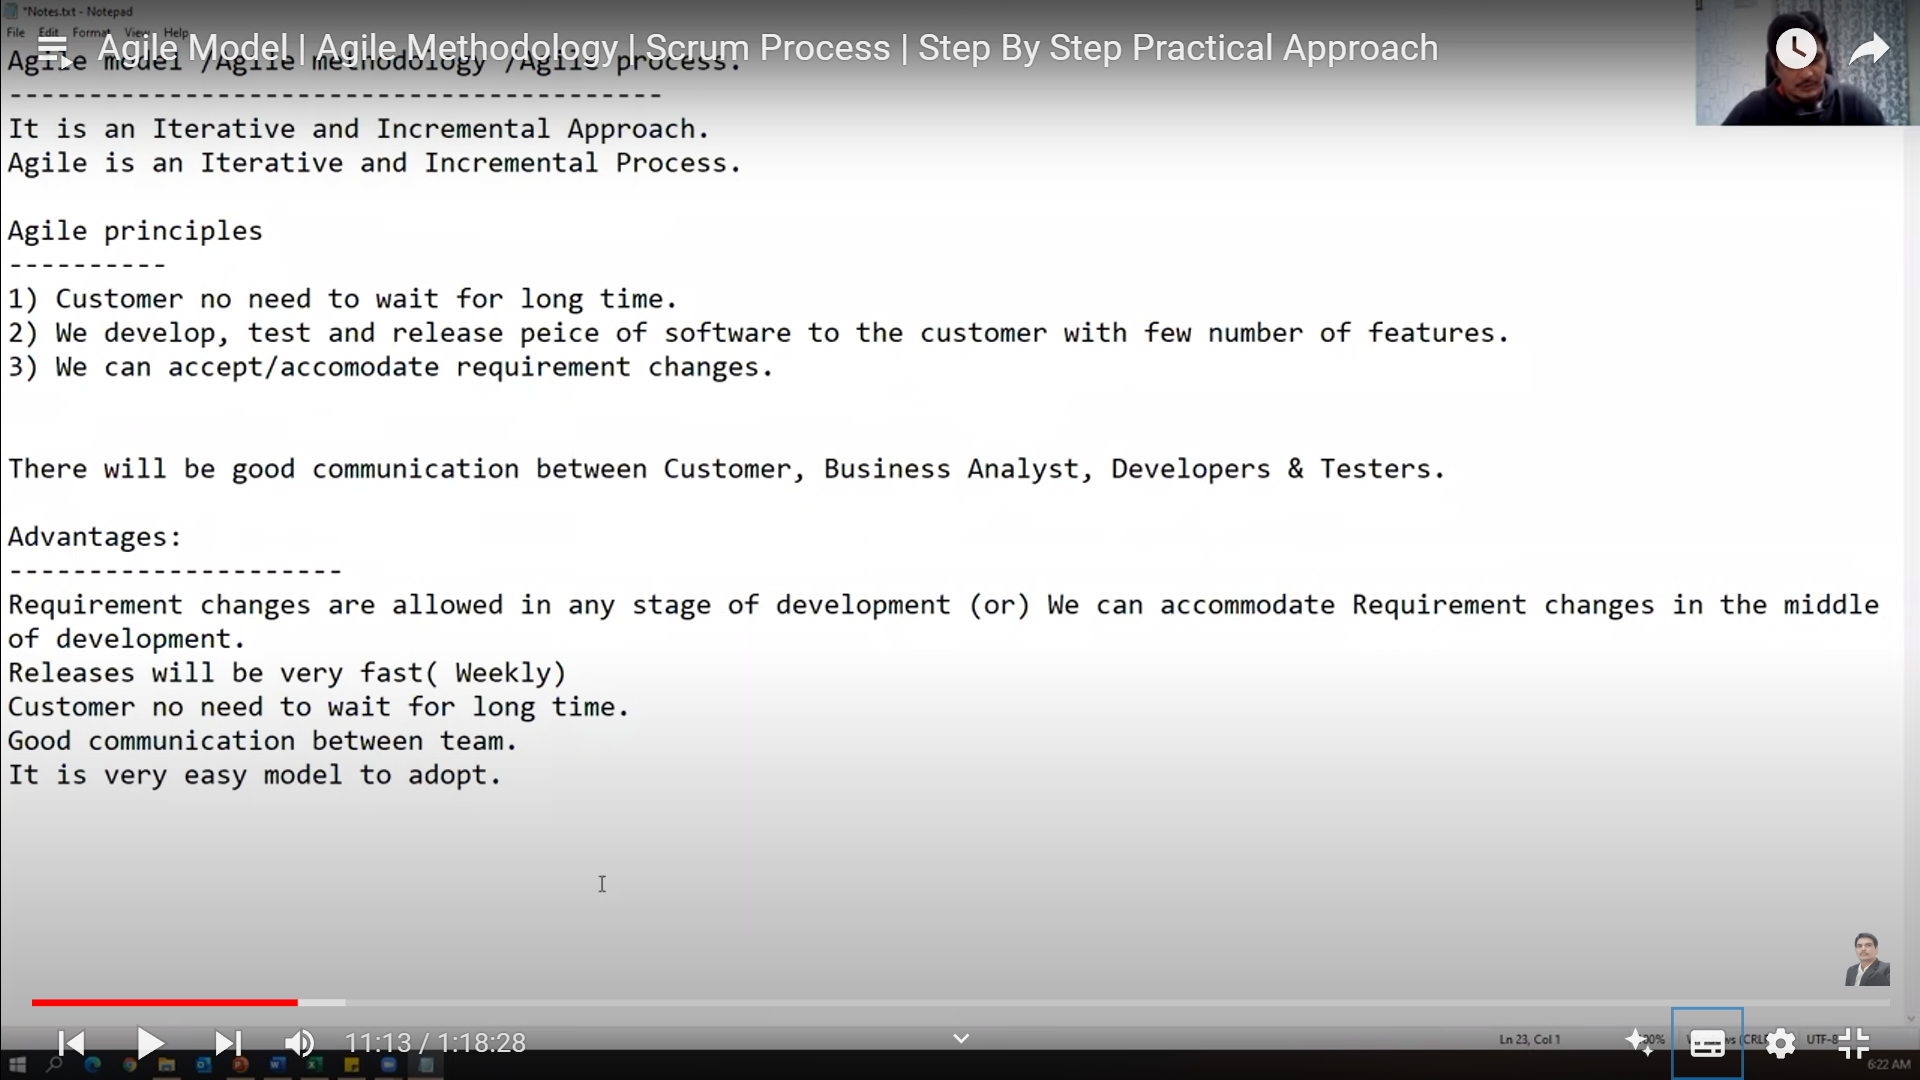 *Notes.txt - Notepad
File Edit Format View Help
Agile Model | Agile Methodology | Scrum Process | Step By Step Practical Approach
Agile model /Agile methodology /Agile process.
-----------------------------------------
It is an Iterative and Incremental Approach.
Agile is an Iterative and Incremental Process.
Agile principles
----------
1) Customer no need to wait for long time.
2) We develop, test and release peice of software to the customer with few number of features.
3) We can accept/accomodate requirement changes.
There will be good communication between Customer, Business Analyst, Developers & Testers.
Advantages:
---------------------
Requirement changes are allowed in any stage of development (or) We can accommodate Requirement changes in the middle
of development.
Releases will be very fast( Weekly)
Customer no need to wait for long time.
Good communication between team.
It is very easy model to adopt.
11:13 / 1:18:28
Ln 23, Col 1
UTF-8
6:22 AM